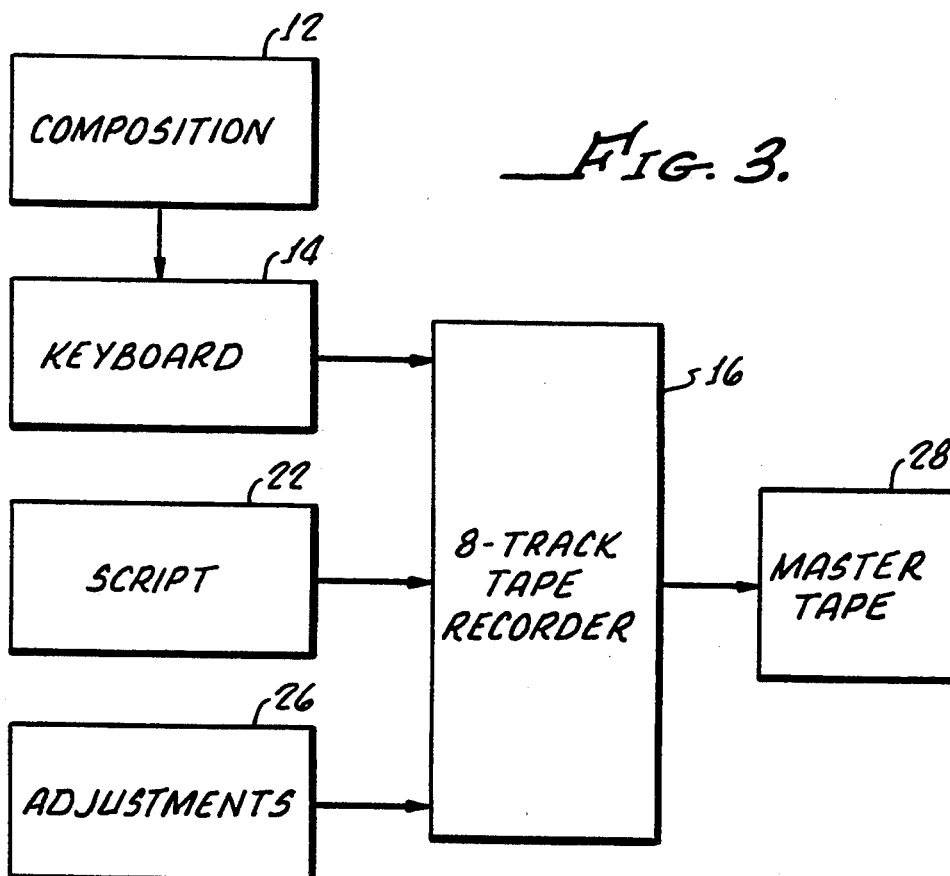 12
COMPOSITION
FIG. 3.
14
KEYBOARD
16
22
SCRIPT
8-TRACK
TAPE
RECORDER
28
MASTER
TAPE
26
ADJUSTMENTS